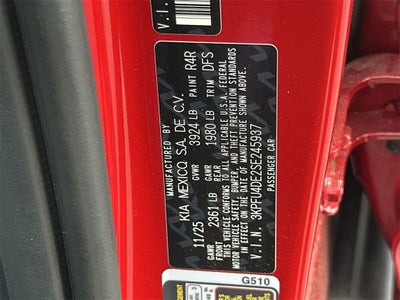 V.I.N.
MANUFACTURED BY
KIA MEXICO S.A. DE C.V.
11/25 GVWR 3924 LB PAINT R4R
GAWR FRONT 2361 LB GAWR REAR 1980 LB TRIM DFS
THIS VEHICLE CONFORMS TO ALL APPLICABLE U.S.A. FEDERAL
MOTOR VEHICLE SAFETY, BUMPER, AND THEFT PREVENTION STANDARDS
IN EFFECT ON THE DATE OF MANUFACTURE SHOWN ABOVE.
V.I.N. 3KPFU4DC2SE245937
PASSENGER CAR
G510